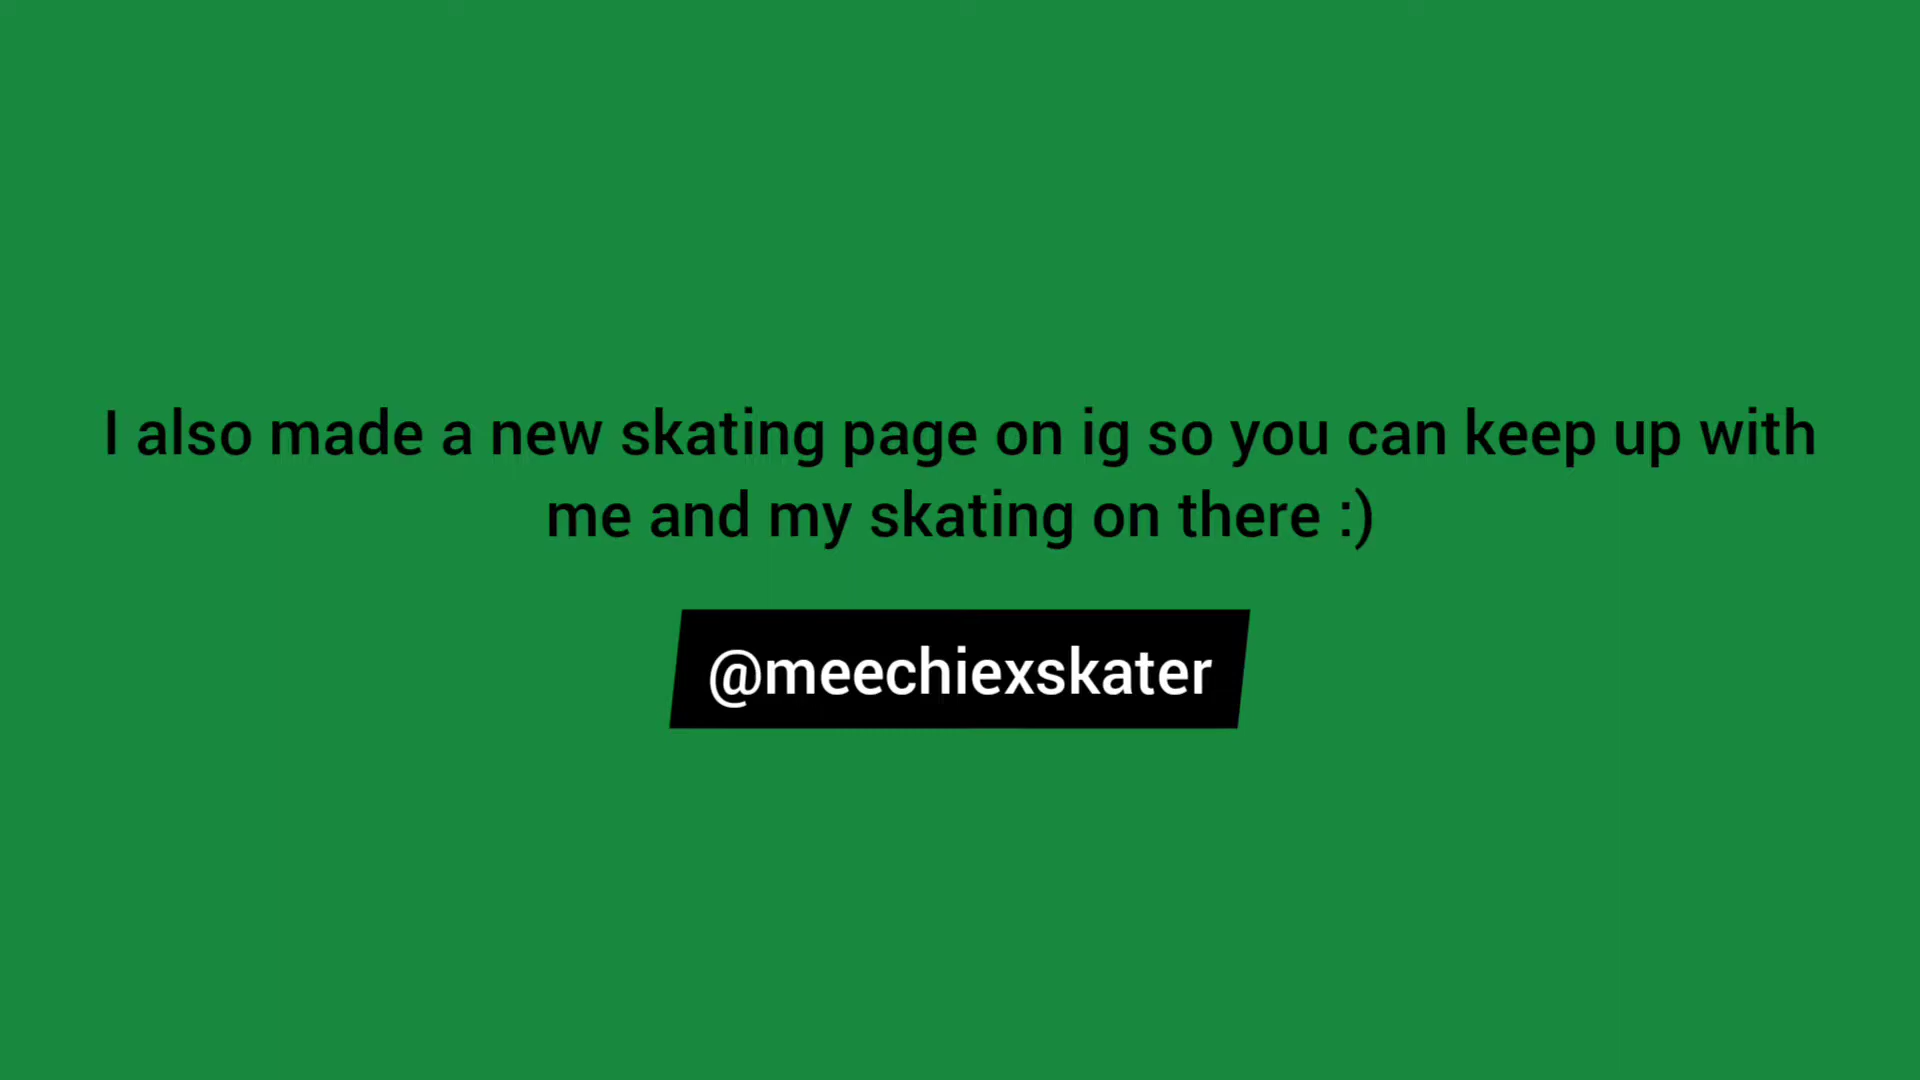 I also made a new skating page on ig so you can keep up with
me and my skating on there :)
@meechiexskater